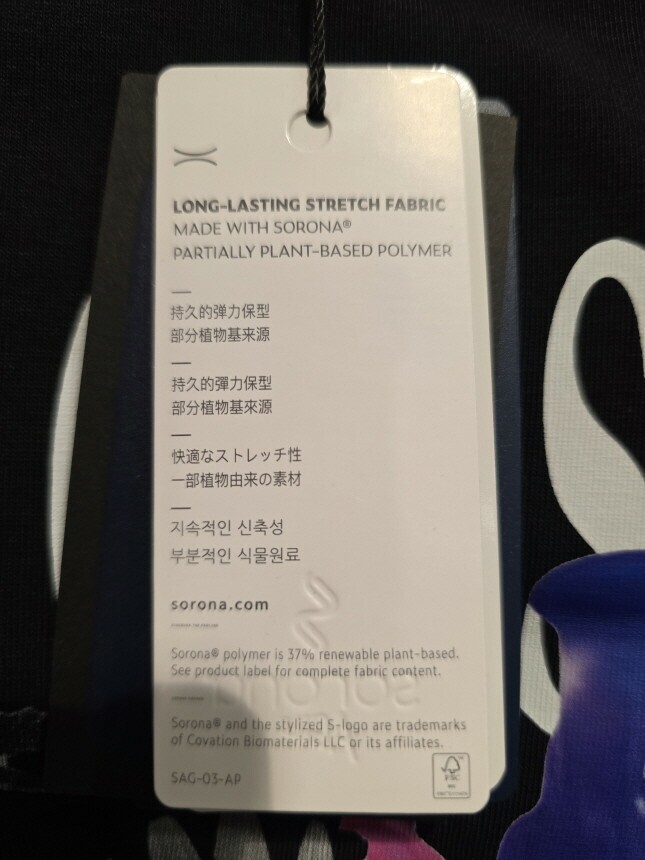 LONG-LASTING STRETCH FABRIC
MADE WITH SORONA®
PARTIALLY PLANT-BASED POLYMER
持久的弹力保型
部分植物基来源
持久的彈力保型
部分植物基來源
快適なストレッチ性
一部植物由来の素材
지속적인 신축성
부분적인 식물원료
sorona.com
Sorona® polymer is 37% renewable plant-based.
See product label for complete fabric content.
Sorona® and the stylized S-logo are trademarks
of Covation Biomaterials LLC or its affiliates.
SAG-03-AP
FSC